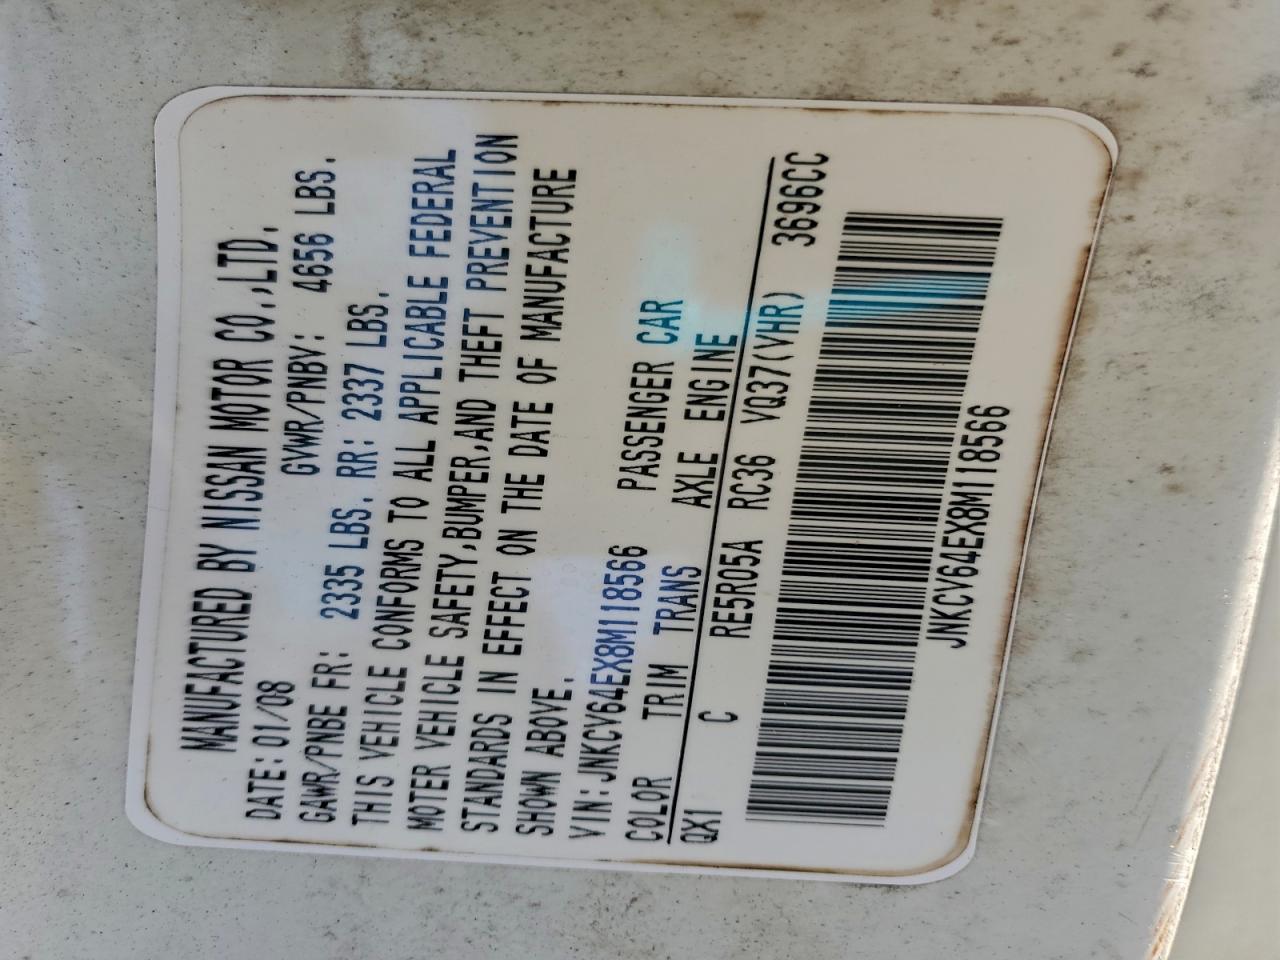 MANUFACTURED BY NISSAN MOTOR CO.,LTD.
DATE: 01/08 GVWR/PNBV: 4656 LBS.
GAWR/PNBE FR: 2335 LBS. RR: 2337 LBS.
THIS VEHICLE CONFORMS TO ALL APPLICABLE FEDERAL
MOTER VEHICLE SAFETY,BUMPER,AND THEFT PREVENTION
STANDARDS IN EFFECT ON THE DATE OF MANUFACTURE
SHOWN ABOVE.
VIN:JNKCV64EX8M118566 PASSENGER CAR
COLOR TRIM TRANS AXLE ENGINE
QX1 C RE5R05A RC36 VQ37(VHR) 3696CC
JNKCV64EX8M118566